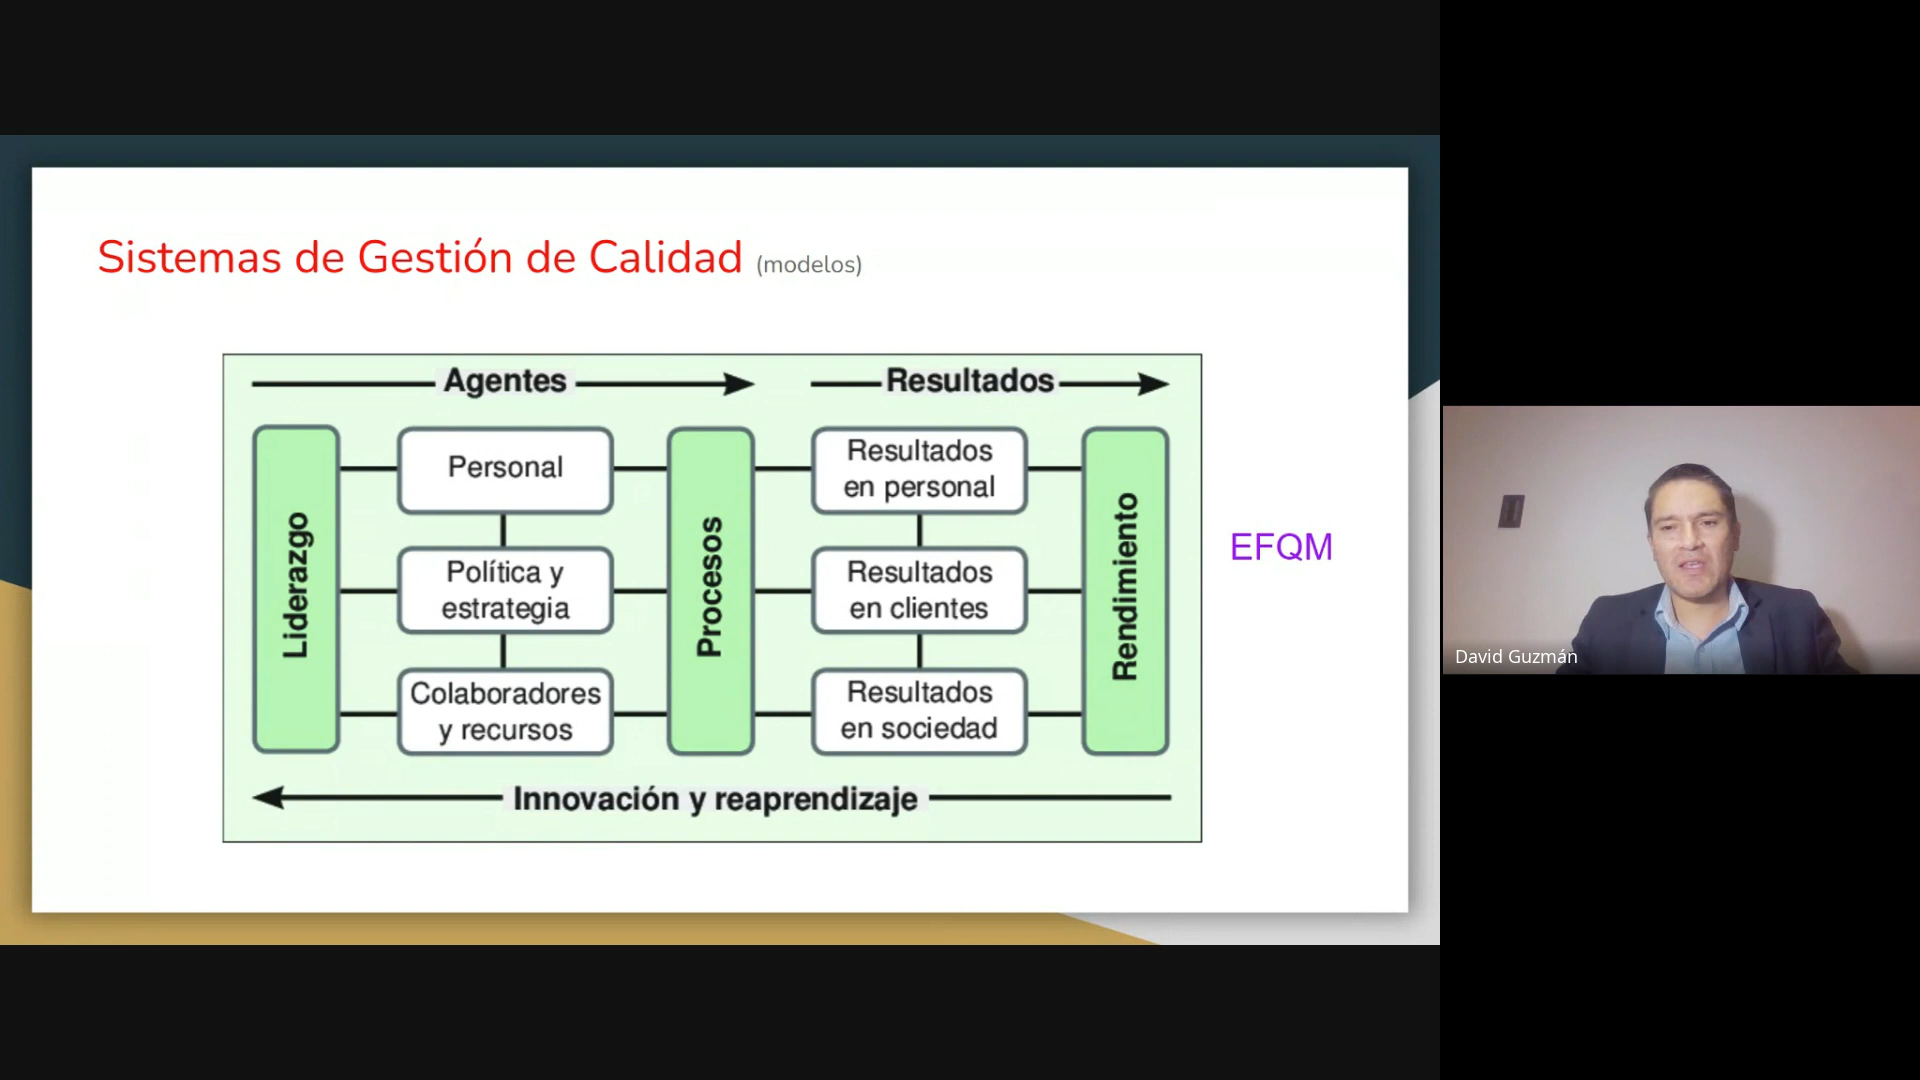 Sistemas de Gestión de Calidad (modelos)
Agentes
Resultados
Liderazgo
Personal
Política y
estrategia
Colaboradores
y recursos
Procesos
Resultados
en personal
Resultados
en clientes
Resultados
en sociedad
Rendimiento
Innovación y reaprendizaje
EFQM
David Guzmán